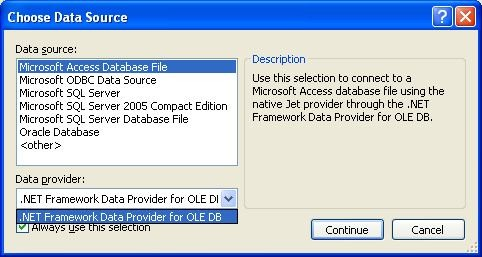 Choose Data Source
Data source:
Microsoft Access Database File
Microsoft ODBC Data Source
Microsoft SQL Server
Microsoft SQL Server 2005 Compact Edition
Microsoft SQL Server Database File
Oracle Database
<other>
Description
Use this selection to connect to a
Microsoft Access database file using the
native Jet provider through the .NET
Framework Data Provider for OLE DB.
Data provider:
.NET Framework Data Provider for OLE DI
.NET Framework Data Provider for OLE DB
Always use this selection
Continue
Cancel